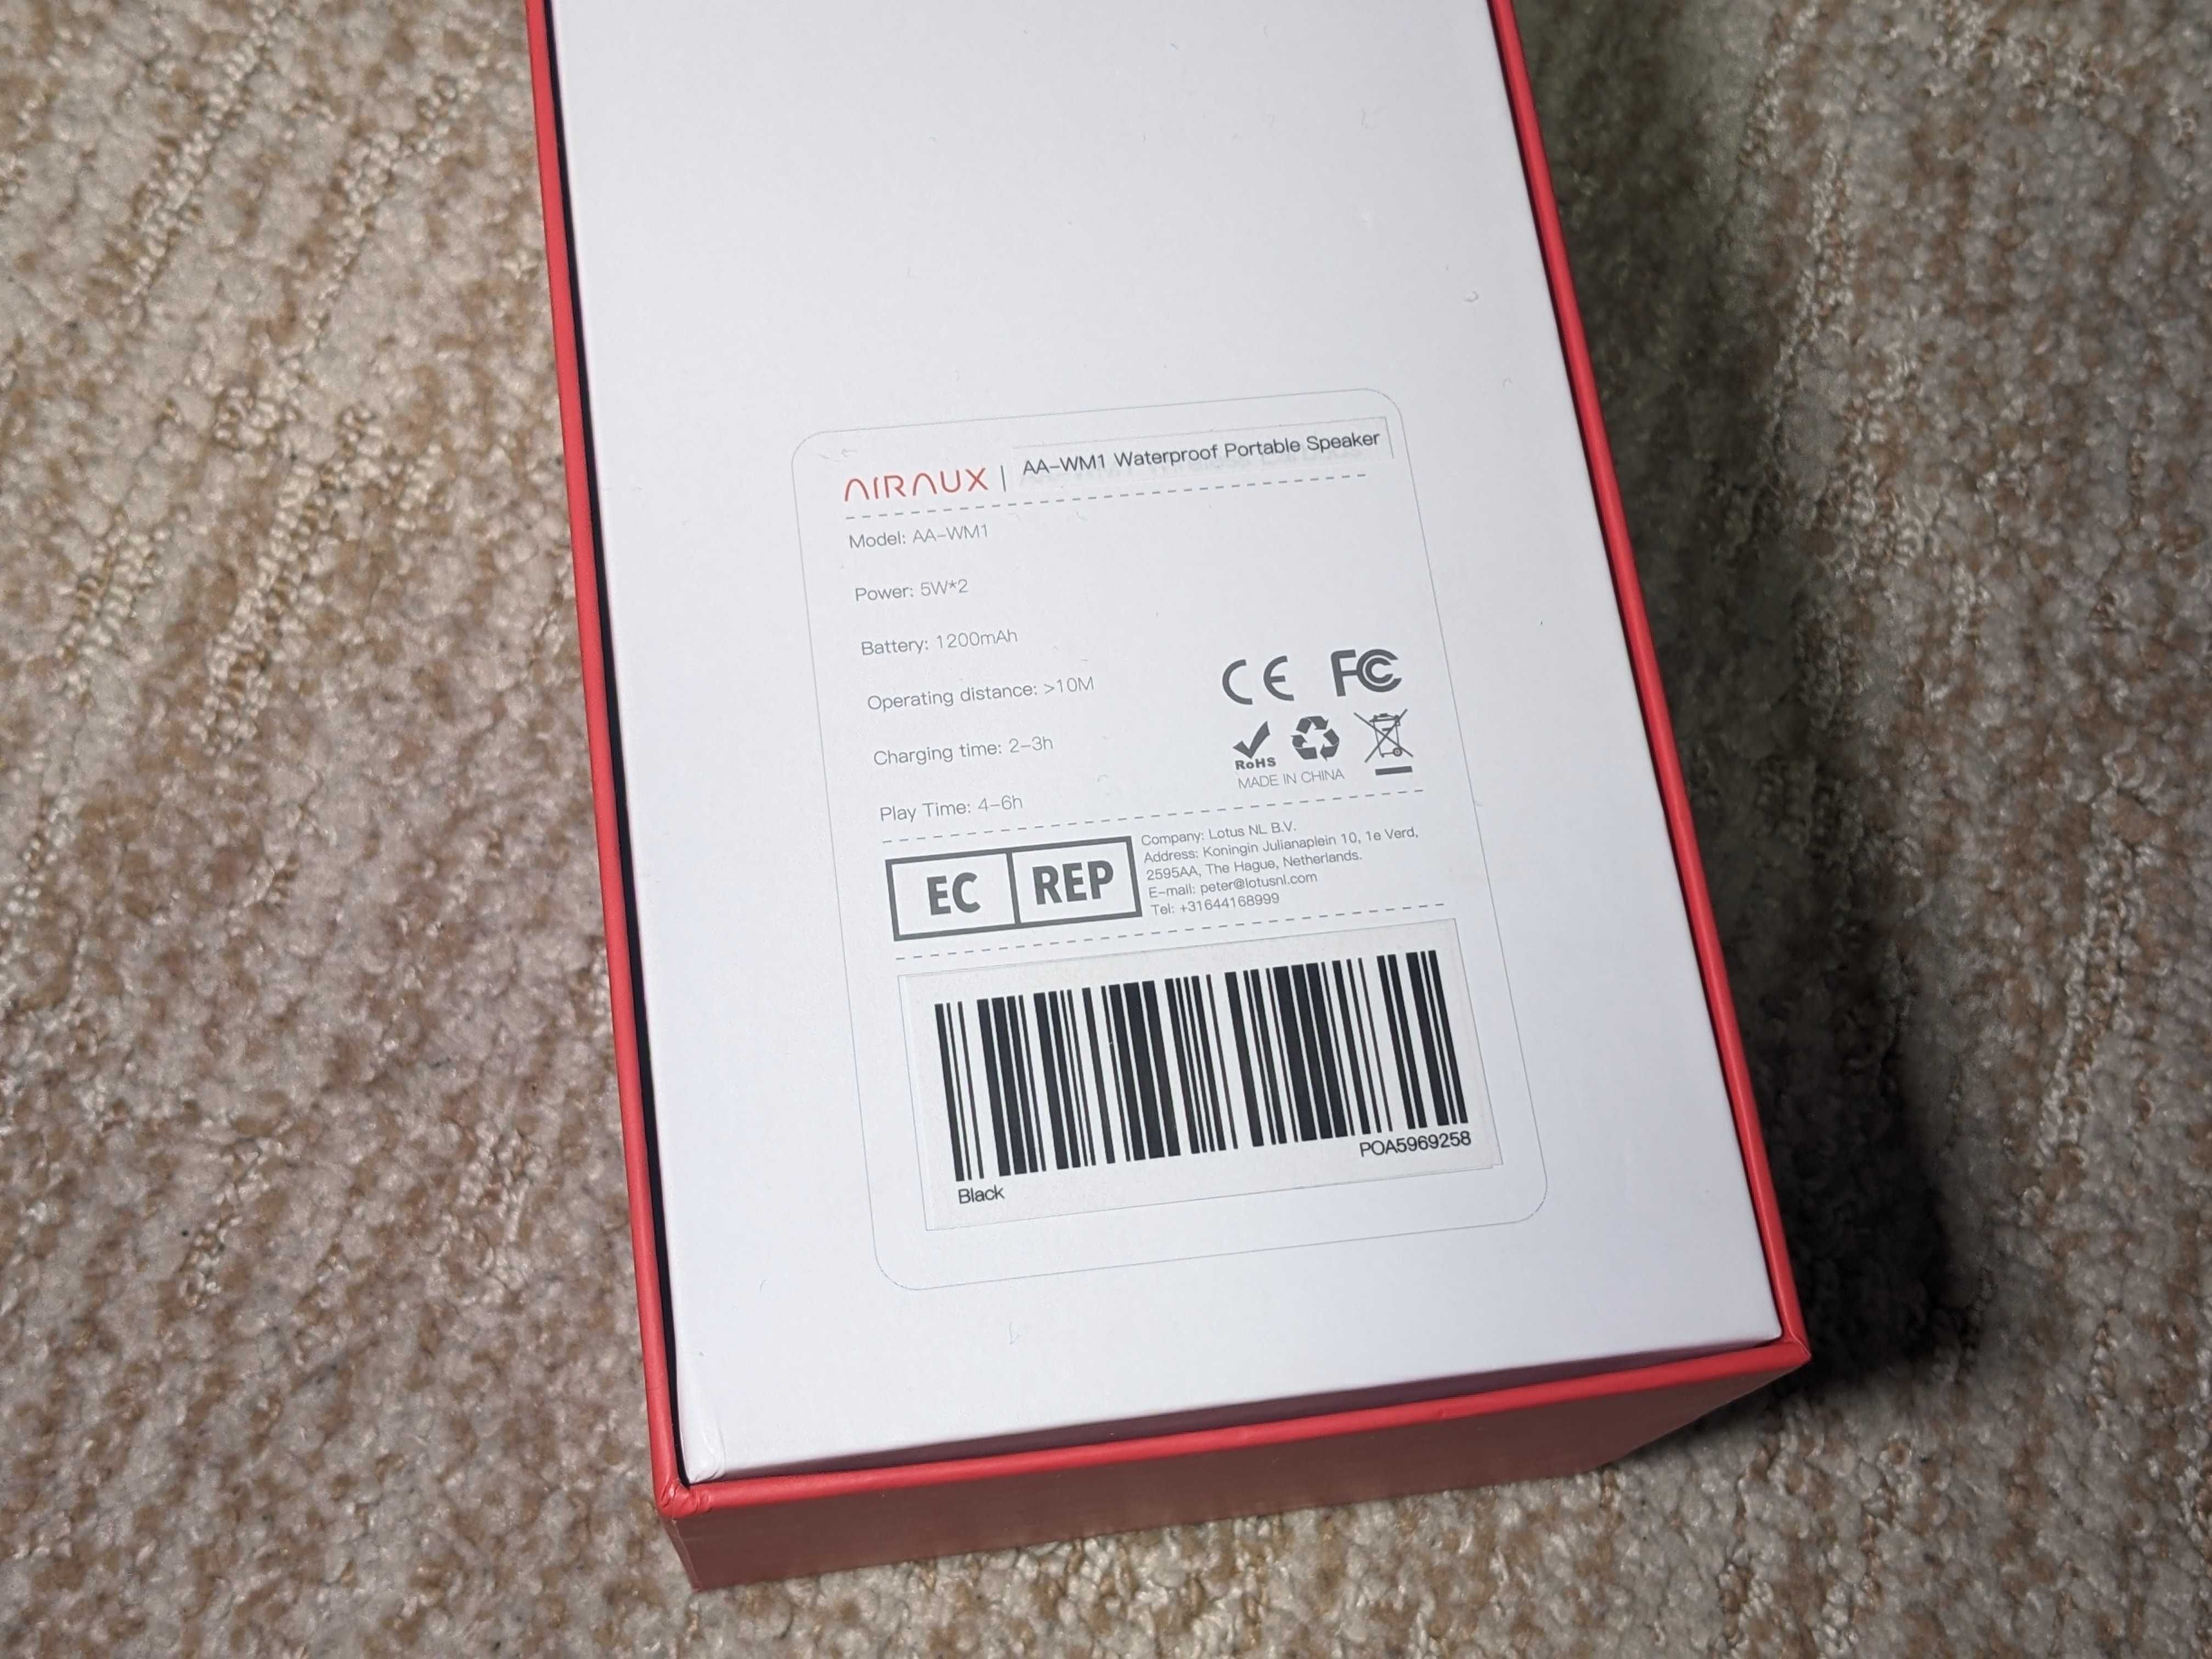 AIRAUX | AA-WM1 Waterproof Portable Speaker
Model: AA-WM1
Power: 5W*2
Battery: 1200mAh
Operating distance: >10M
Charging time: 2-3h
Play Time: 4-6h
CE FC
RoHS
MADE IN CHINA
EC REP
Company: Lotus NL B.V.
Address: Koningin Julianaplein 10, 1e Verd,
2595AA, The Hague, Netherlands.
E-mail: peter@lotusnl.com
Tel: +31644168999
POA5969258
Black